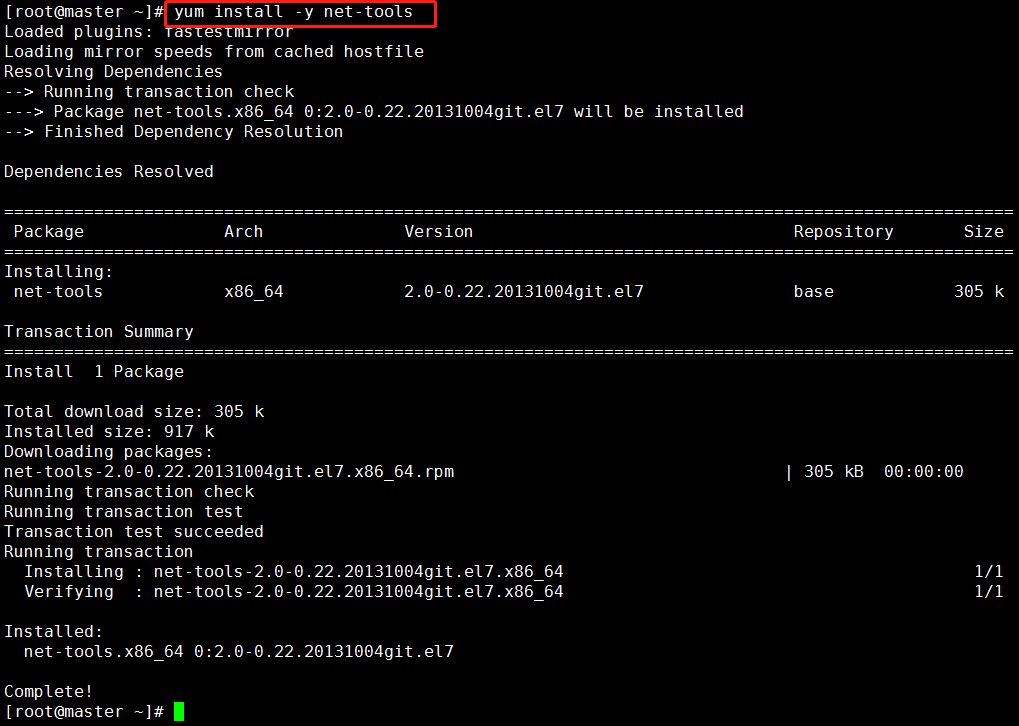 [root@master ~]# yum install -y net-tools
Loaded plugins: fastestmirror
Loading mirror speeds from cached hostfile
Resolving Dependencies
--> Running transaction check
---> Package net-tools.x86_64 0:2.0-0.22.20131004git.el7 will be installed
--> Finished Dependency Resolution

Dependencies Resolved

=====================================================================================================
 Package              Arch              Version                                Repository       Size
=====================================================================================================
Installing:
 net-tools            x86_64            2.0-0.22.20131004git.el7               base            305 k

Transaction Summary
=====================================================================================================
Install  1 Package

Total download size: 305 k
Installed size: 917 k
Downloading packages:
net-tools-2.0-0.22.20131004git.el7.x86_64.rpm                                 | 305 kB  00:00:00
Running transaction check
Running transaction test
Transaction test succeeded
Running transaction
  Installing : net-tools-2.0-0.22.20131004git.el7.x86_64                                         1/1
  Verifying  : net-tools-2.0-0.22.20131004git.el7.x86_64                                         1/1

Installed:
  net-tools.x86_64 0:2.0-0.22.20131004git.el7

Complete!
[root@master ~]#